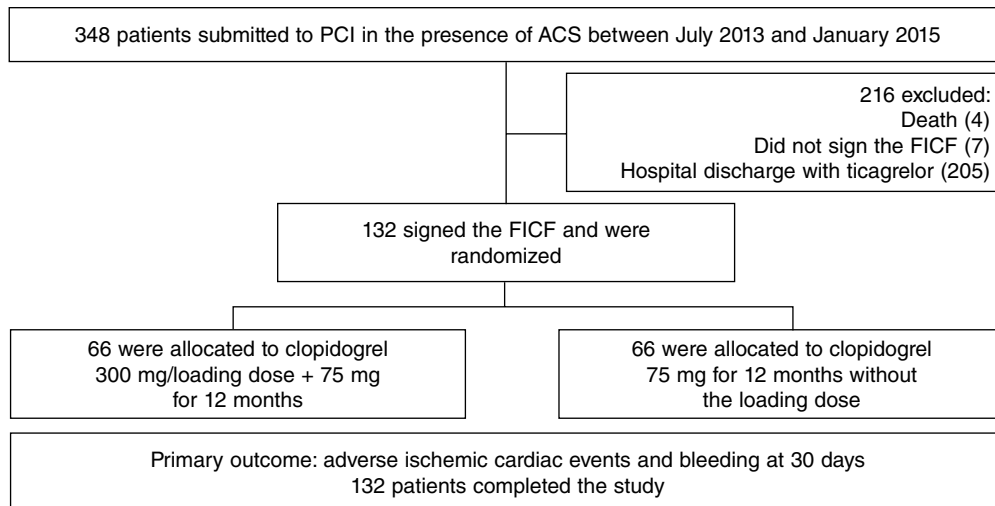 348 patients submitted to PCI in the presence of ACS between July 2013 and January 2015
216 excluded:
Death (4)
Did not sign the FICF (7)
Hospital discharge with ticagrelor (205)
132 signed the FICF and were
randomized
66 were allocated to clopidogrel
300 mg/loading dose + 75 mg
for 12 months
66 were allocated to clopidogrel
75 mg for 12 months without
the loading dose
Primary outcome: adverse ischemic cardiac events and bleeding at 30 days
132 patients completed the study